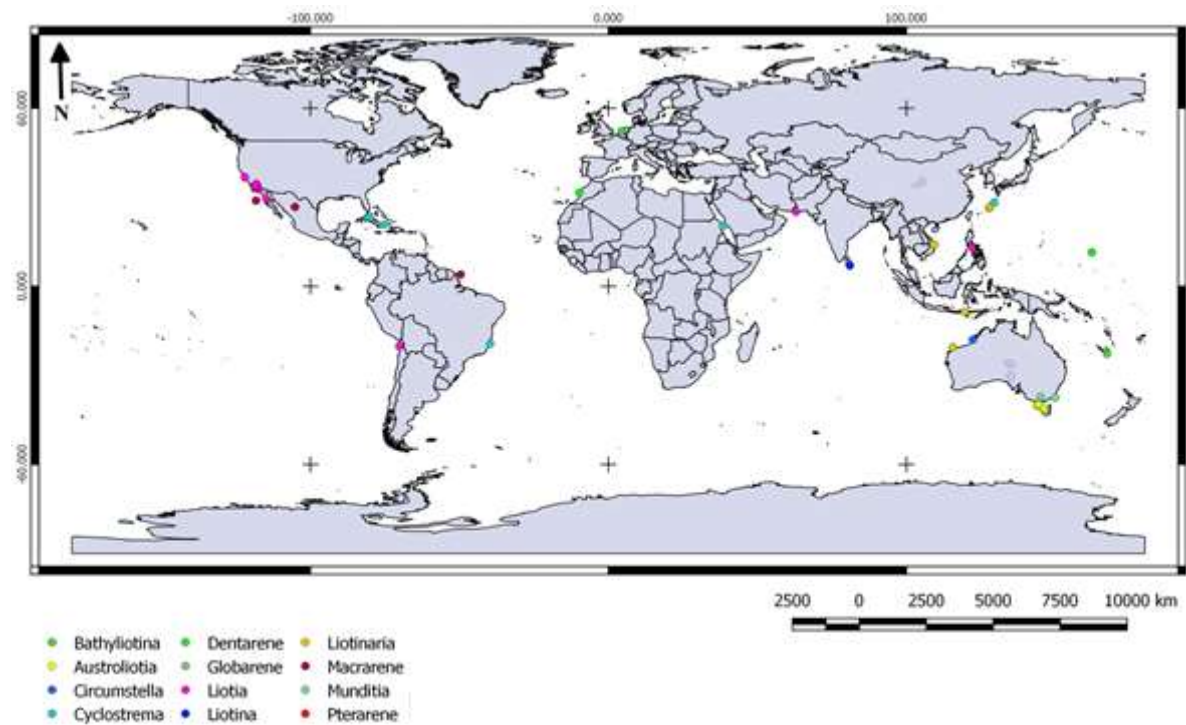 -100.000 0.000 100.000
60.000
N
0.000
-60.000
2500 0 2500 5000 7500 10000 km
Bathyliotina Dentarene Liotinaria
Austroliotia Globarene Macrarene
Circumstella Liotia Munditia
Cyclostrema Liotina Pterarene